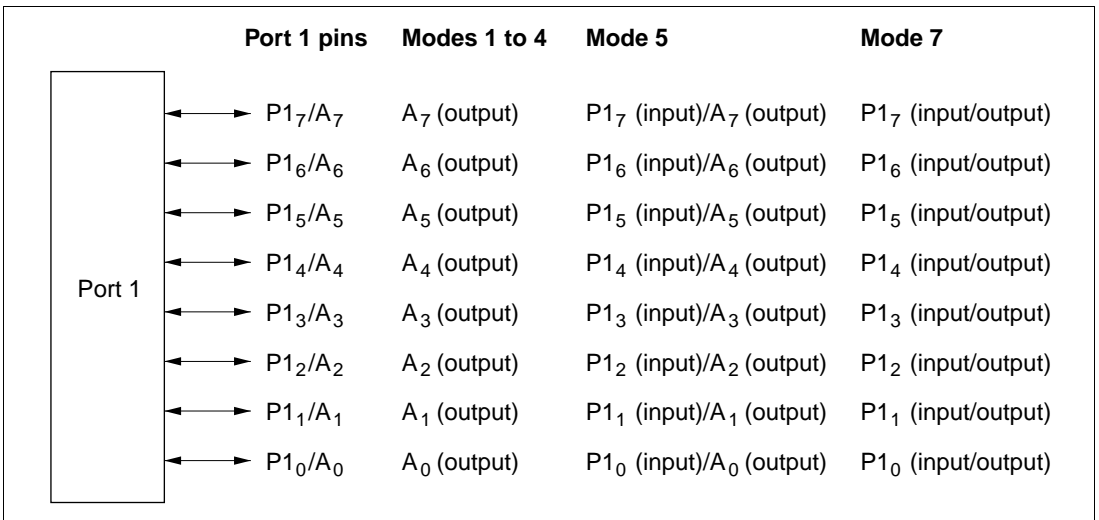 Port 1 pins Modes 1 to 4 Mode 5 Mode 7
P1₇/A₇ A₇ (output) P1₇ (input)/A₇ (output) P1₇ (input/output)
P1₆/A₆ A₆ (output) P1₆ (input)/A₆ (output) P1₆ (input/output)
P1₅/A₅ A₅ (output) P1₅ (input)/A₅ (output) P1₅ (input/output)
P1₄/A₄ A₄ (output) P1₄ (input)/A₄ (output) P1₄ (input/output)
Port 1
P1₃/A₃ A₃ (output) P1₃ (input)/A₃ (output) P1₃ (input/output)
P1₂/A₂ A₂ (output) P1₂ (input)/A₂ (output) P1₂ (input/output)
P1₁/A₁ A₁ (output) P1₁ (input)/A₁ (output) P1₁ (input/output)
P1₀/A₀ A₀ (output) P1₀ (input)/A₀ (output) P1₀ (input/output)